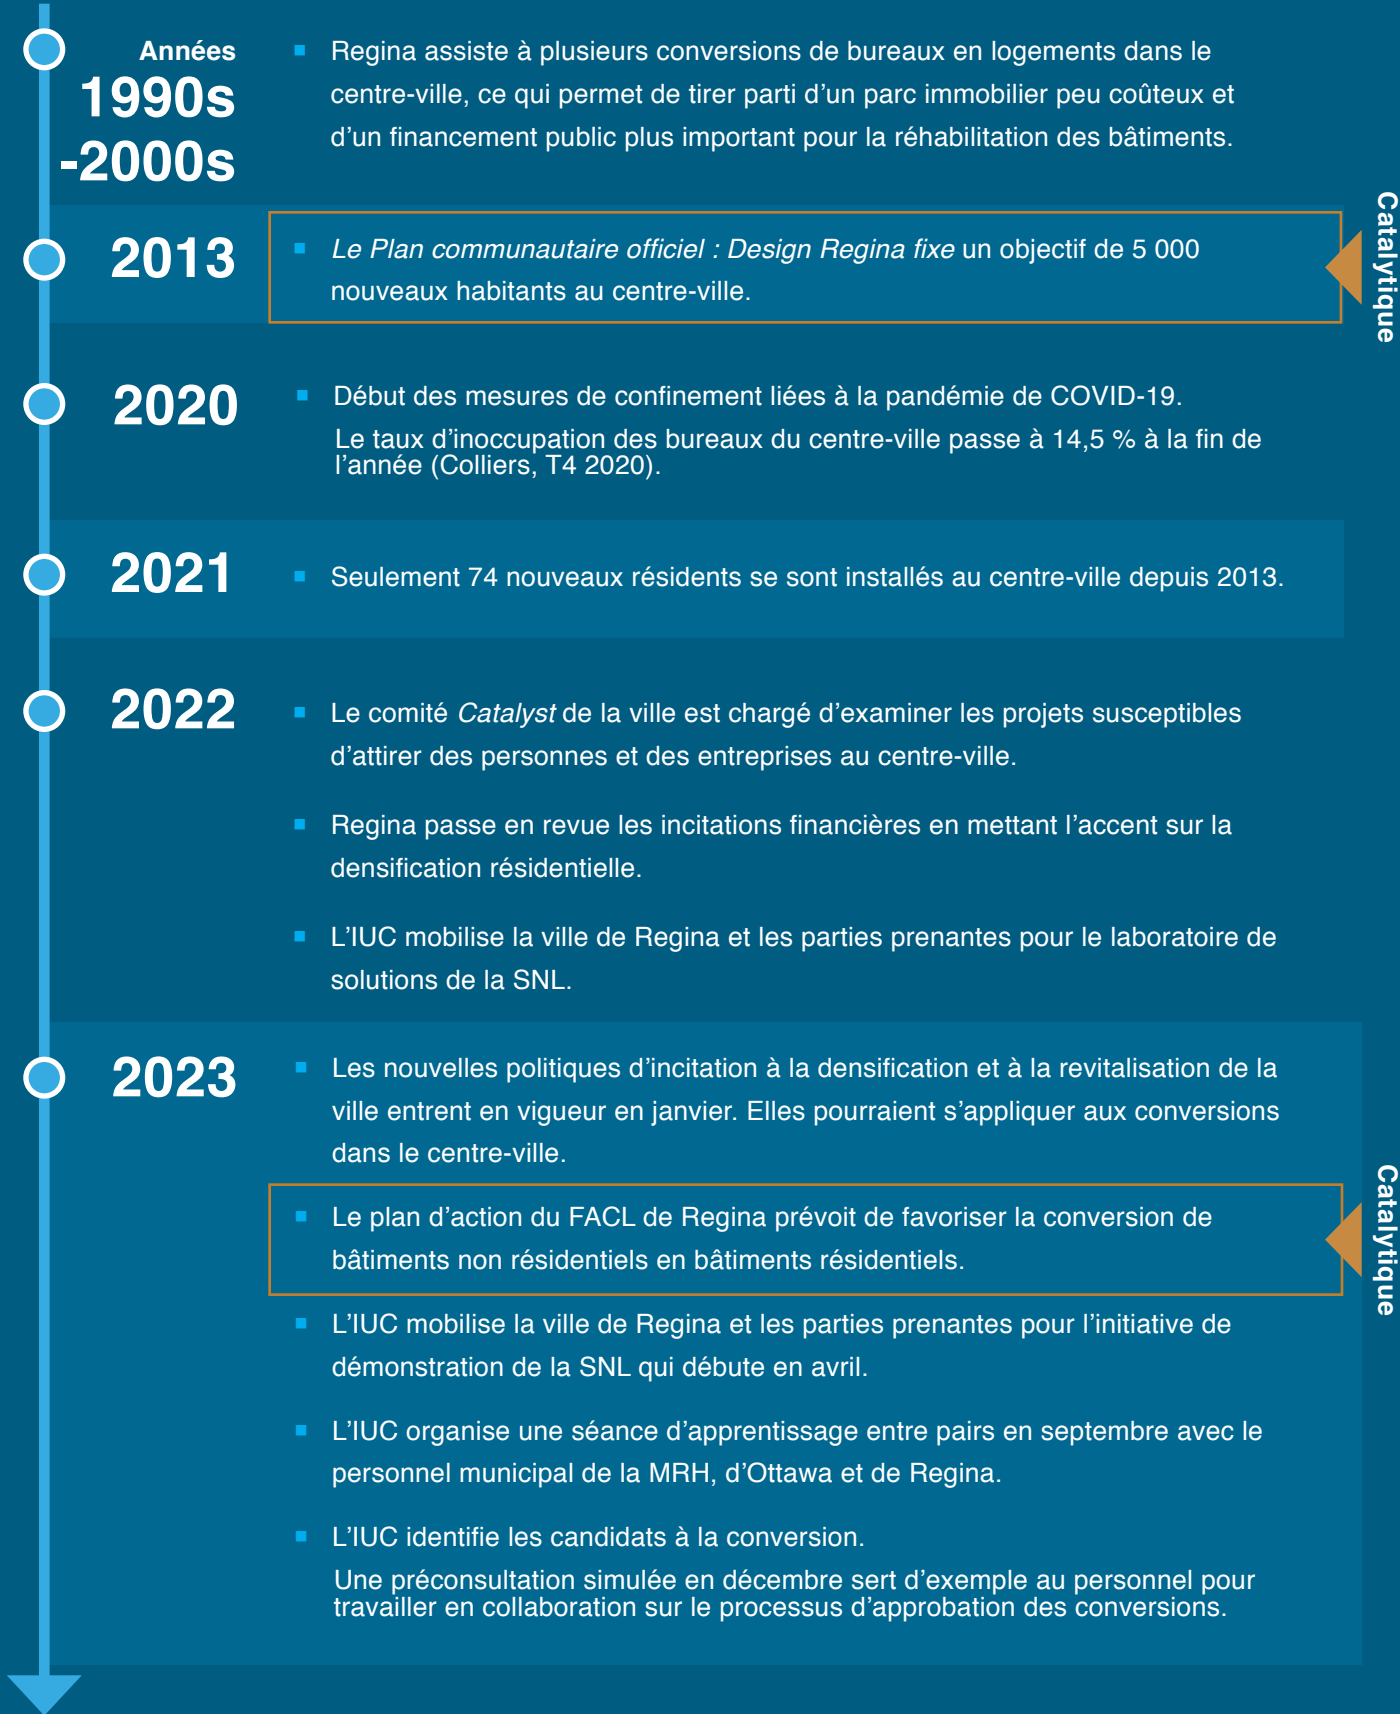 Années
1990s
-2000s
Regina assiste à plusieurs conversions de bureaux en logements dans le
centre-ville, ce qui permet de tirer parti d’un parc immobilier peu coûteux et
d’un financement public plus important pour la réhabilitation des bâtiments.
2013
Le Plan communautaire officiel : Design Regina fixe un objectif de 5 000
nouveaux habitants au centre-ville.
Catalytique
2020
Début des mesures de confinement liées à la pandémie de COVID-19.
Le taux d’inoccupation des bureaux du centre-ville passe à 14,5 % à la fin de
l’année (Colliers, T4 2020).
2021
Seulement 74 nouveaux résidents se sont installés au centre-ville depuis 2013.
2022
Le comité Catalyst de la ville est chargé d’examiner les projets susceptibles
d’attirer des personnes et des entreprises au centre-ville.
Regina passe en revue les incitations financières en mettant l’accent sur la
densification résidentielle.
L’IUC mobilise la ville de Regina et les parties prenantes pour le laboratoire de
solutions de la SNL.
2023
Les nouvelles politiques d’incitation à la densification et à la revitalisation de la
ville entrent en vigueur en janvier. Elles pourraient s’appliquer aux conversions
dans le centre-ville.
Le plan d’action du FACL de Regina prévoit de favoriser la conversion de
bâtiments non résidentiels en bâtiments résidentiels.
Catalytique
L’IUC mobilise la ville de Regina et les parties prenantes pour l’initiative de
démonstration de la SNL qui débute en avril.
L’IUC organise une séance d’apprentissage entre pairs en septembre avec le
personnel municipal de la MRH, d’Ottawa et de Regina.
L’IUC identifie les candidats à la conversion.
Une préconsultation simulée en décembre sert d’exemple au personnel pour
travailler en collaboration sur le processus d’approbation des conversions.